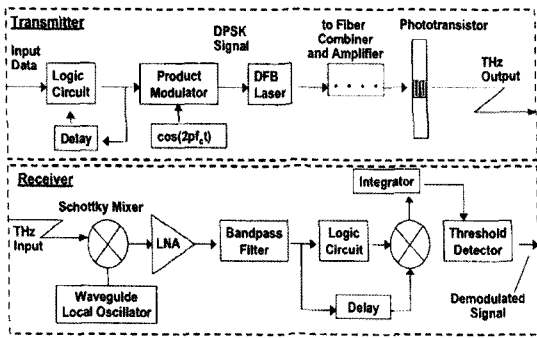 Transmitter
Input
Data
Logic
Circuit
Delay
Product
Modulator
cos(2pfct)
DPSK
Signal
DFB
Laser
to Fiber
Combiner
and Amplifier
Phototransistor
THz
Output
Receiver
THz
Input
Schottky Mixer
Waveguide
Local Oscillator
LNA
Bandpass
Filter
Logic
Circuit
Delay
Integrator
Threshold
Detector
Demodulated
Signal